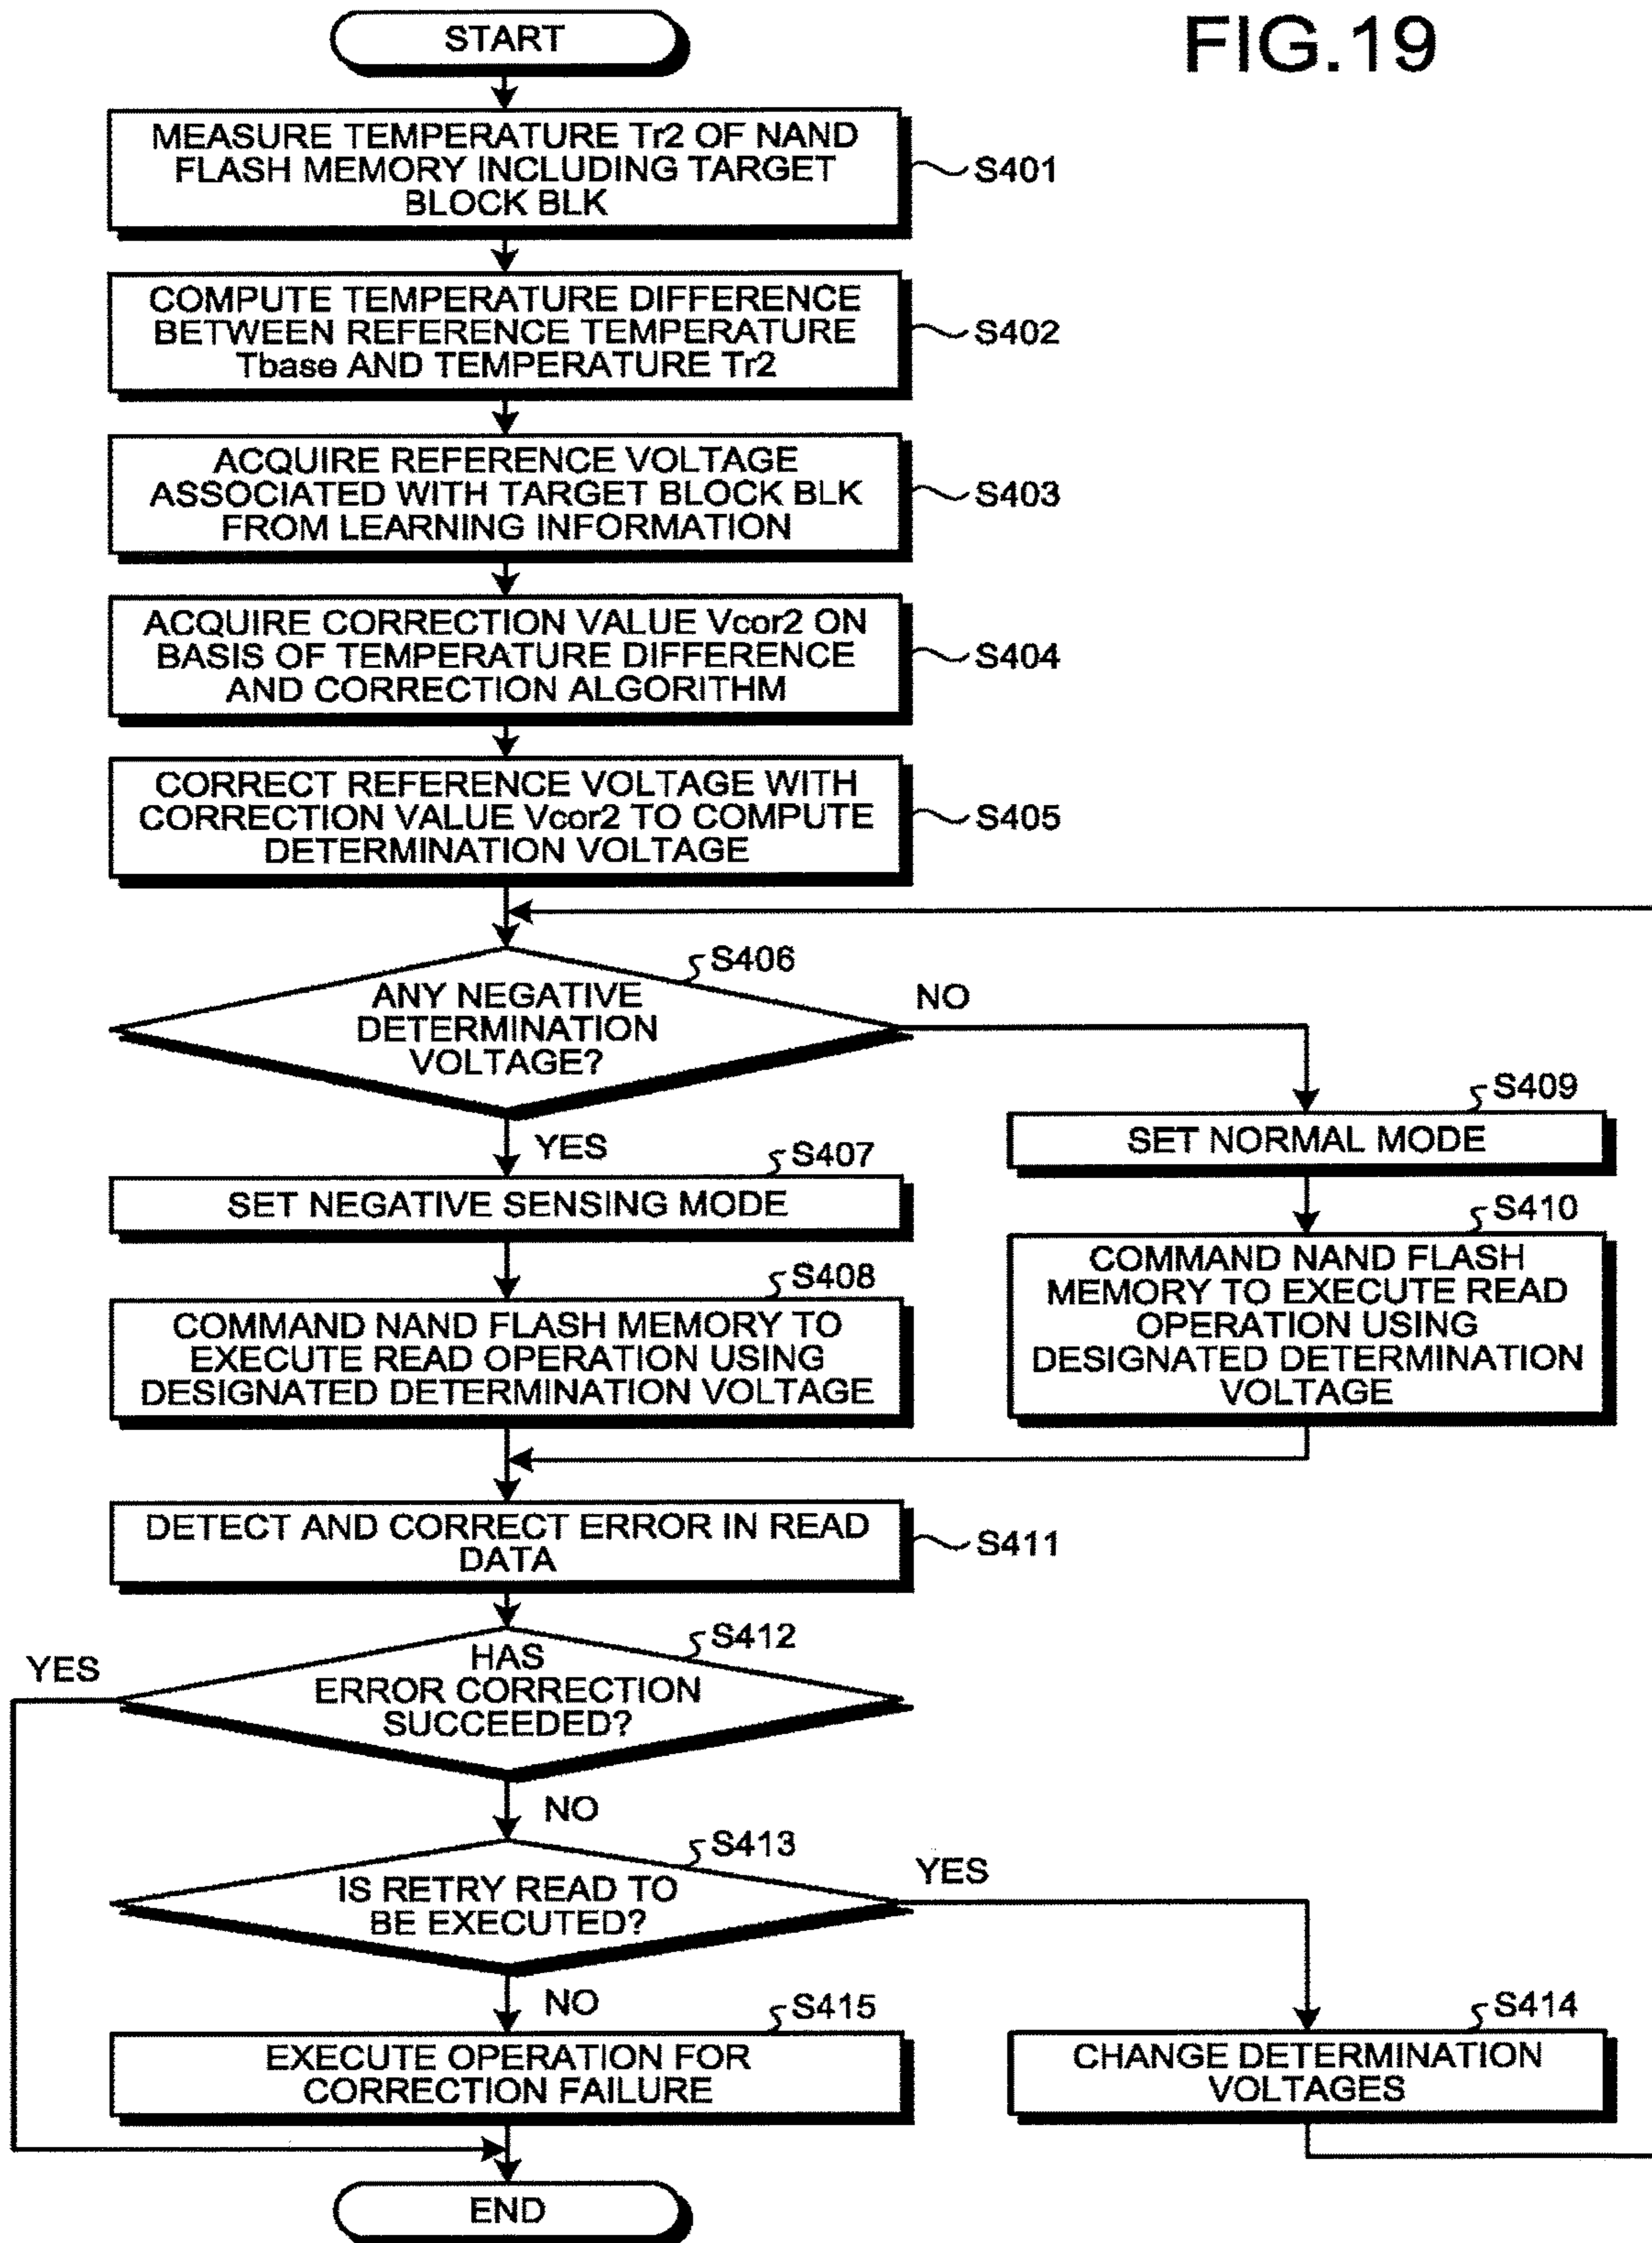 FIG.19
START
MEASURE TEMPERATURE Tr2 OF NAND
FLASH MEMORY INCLUDING TARGET
BLOCK BLK
S401
COMPUTE TEMPERATURE DIFFERENCE
BETWEEN REFERENCE TEMPERATURE
Tbase AND TEMPERATURE Tr2
S402
ACQUIRE REFERENCE VOLTAGE
ASSOCIATED WITH TARGET BLOCK BLK
FROM LEARNING INFORMATION
S403
ACQUIRE CORRECTION VALUE Vcor2 ON
BASIS OF TEMPERATURE DIFFERENCE
AND CORRECTION ALGORITHM
S404
CORRECT REFERENCE VOLTAGE WITH
CORRECTION VALUE Vcor2 TO COMPUTE
DETERMINATION VOLTAGE
S405
S406
ANY NEGATIVE
DETERMINATION
VOLTAGE?
NO
YES
S407
SET NEGATIVE SENSING MODE
S408
COMMAND NAND FLASH MEMORY TO
EXECUTE READ OPERATION USING
DESIGNATED DETERMINATION VOLTAGE
S409
SET NORMAL MODE
S410
COMMAND NAND FLASH
MEMORY TO EXECUTE READ
OPERATION USING
DESIGNATED DETERMINATION
VOLTAGE
DETECT AND CORRECT ERROR IN READ
DATA
S411
S412
HAS
ERROR CORRECTION
SUCCEEDED?
YES
NO
S413
IS RETRY READ TO
BE EXECUTED?
YES
NO
S414
CHANGE DETERMINATION
VOLTAGES
S415
EXECUTE OPERATION FOR
CORRECTION FAILURE
END